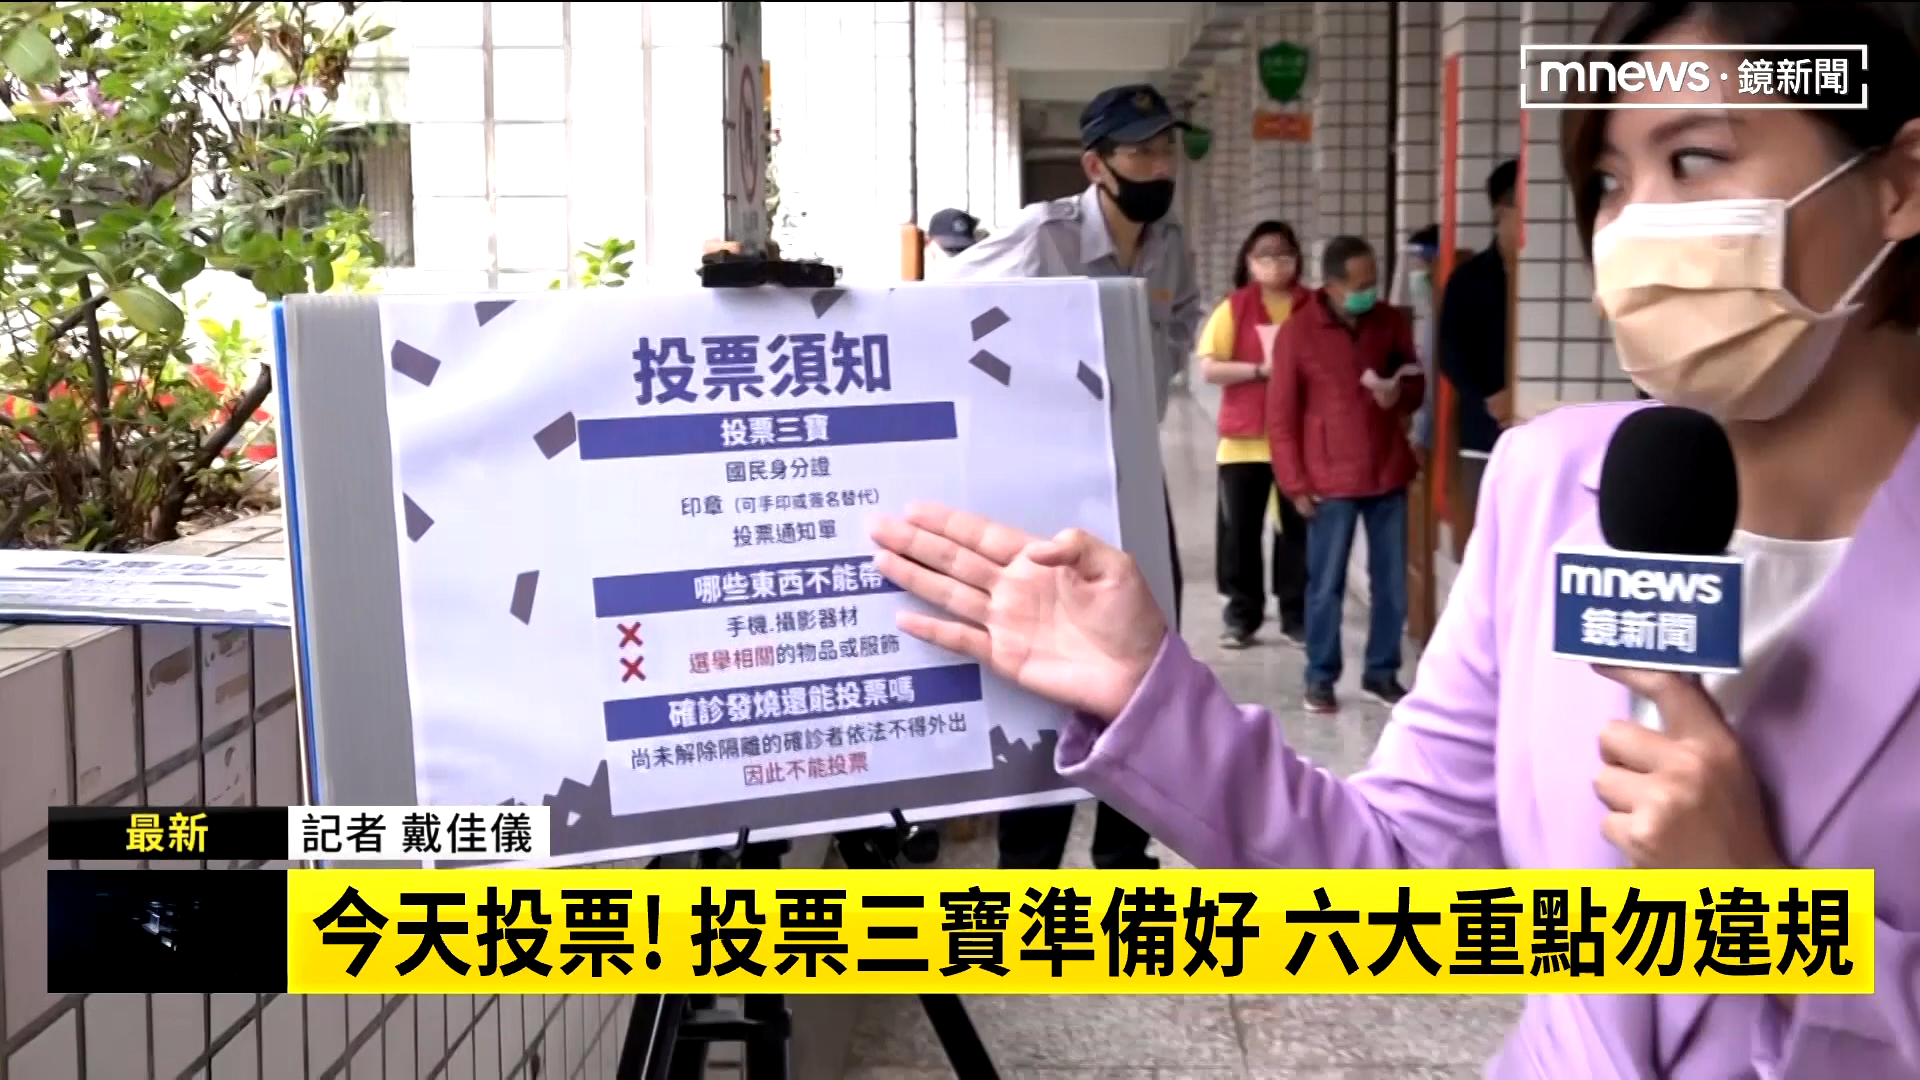 mnews·鏡新聞
投票須知
投票三寶
國民身分證
印章（可手印或簽名替代）
投票通知單
哪些東西不能帶
手機.攝影器材
選舉相關的物品或服飾
確診發燒還能投票嗎
尚未解除隔離的確診者依法不得外出
因此不能投票
mnews
鏡新聞
最新
記者 戴佳儀
今天投票! 投票三寶準備好 六大重點勿違規